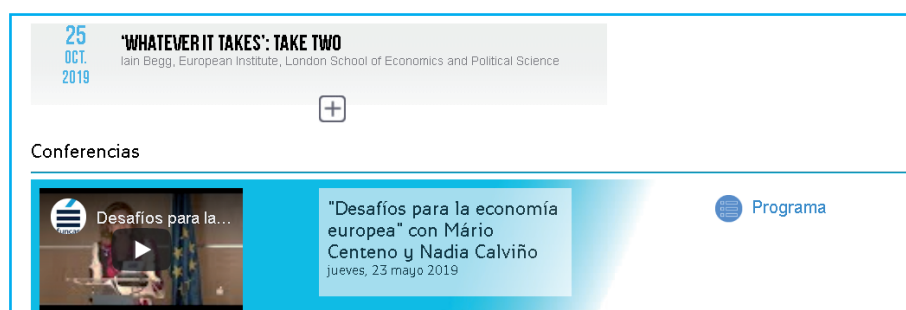 25
OCT.
2019
‘WHATEVER IT TAKES’: TAKE TWO
Iain Begg, European Institute, London School of Economics and Political Science
Conferencias
Desafíos para la...
funcas
"Desafíos para la economía
europea" con Mário
Centeno y Nadia Calviño
jueves, 23 mayo 2019
Programa